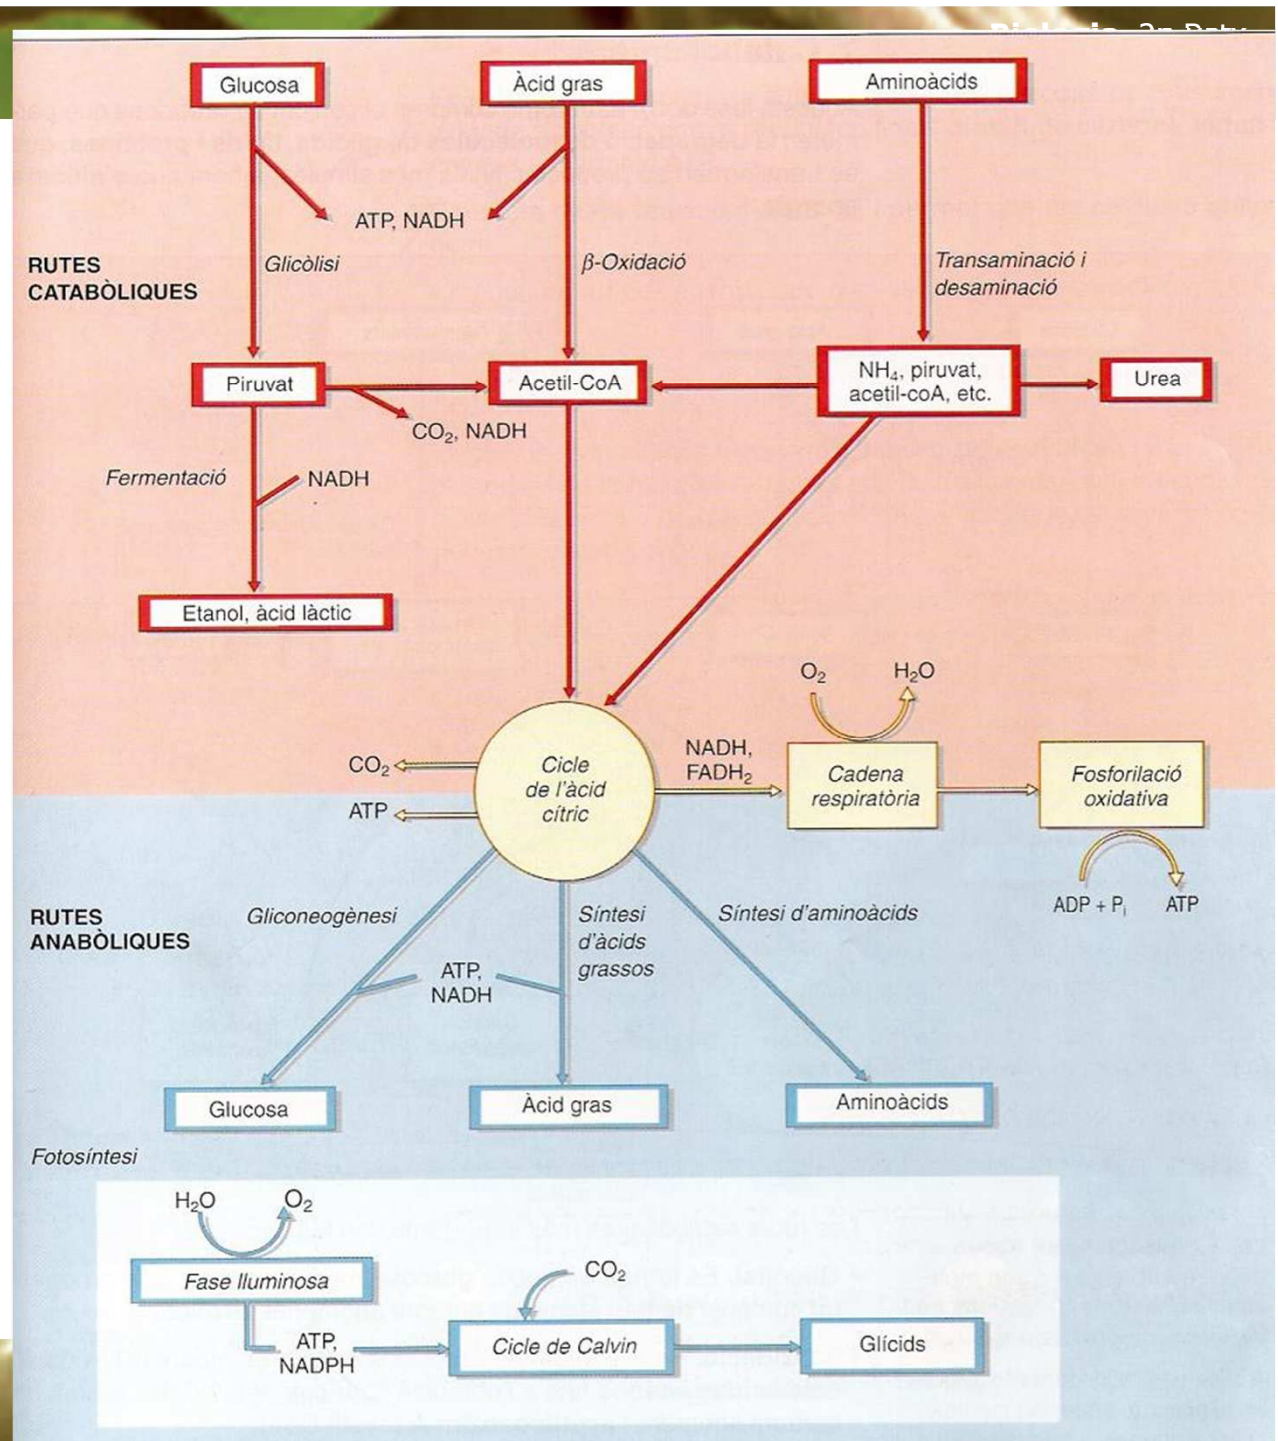 Glucosa
Àcid gras
Aminoàcids
ATP, NADH
RUTES
CATABÒLIQUES
Glicòlisi
β-Oxidació
Transaminació i
desaminació
Piruvat
Acetil-CoA
NH₄, piruvat,
acetil-coA, etc.
Urea
CO₂, NADH
Fermentació
NADH
Etanol, àcid làctic
O₂
H₂O
Cicle
de l'àcid
cítric
CO₂
ATP
NADH,
FADH₂
Cadena
respiratòria
Fosforilació
oxidativa
ADP + Pᵢ
ATP
RUTES
ANABÒLIQUES
Gliconeogènesi
Síntesi
d'àcids
grassos
Síntesi d'aminoàcids
ATP,
NADH
Glucosa
Àcid gras
Aminoàcids
Fotosíntesi
H₂O
O₂
Fase lluminosa
CO₂
ATP,
NADPH
Cicle de Calvin
Glícids